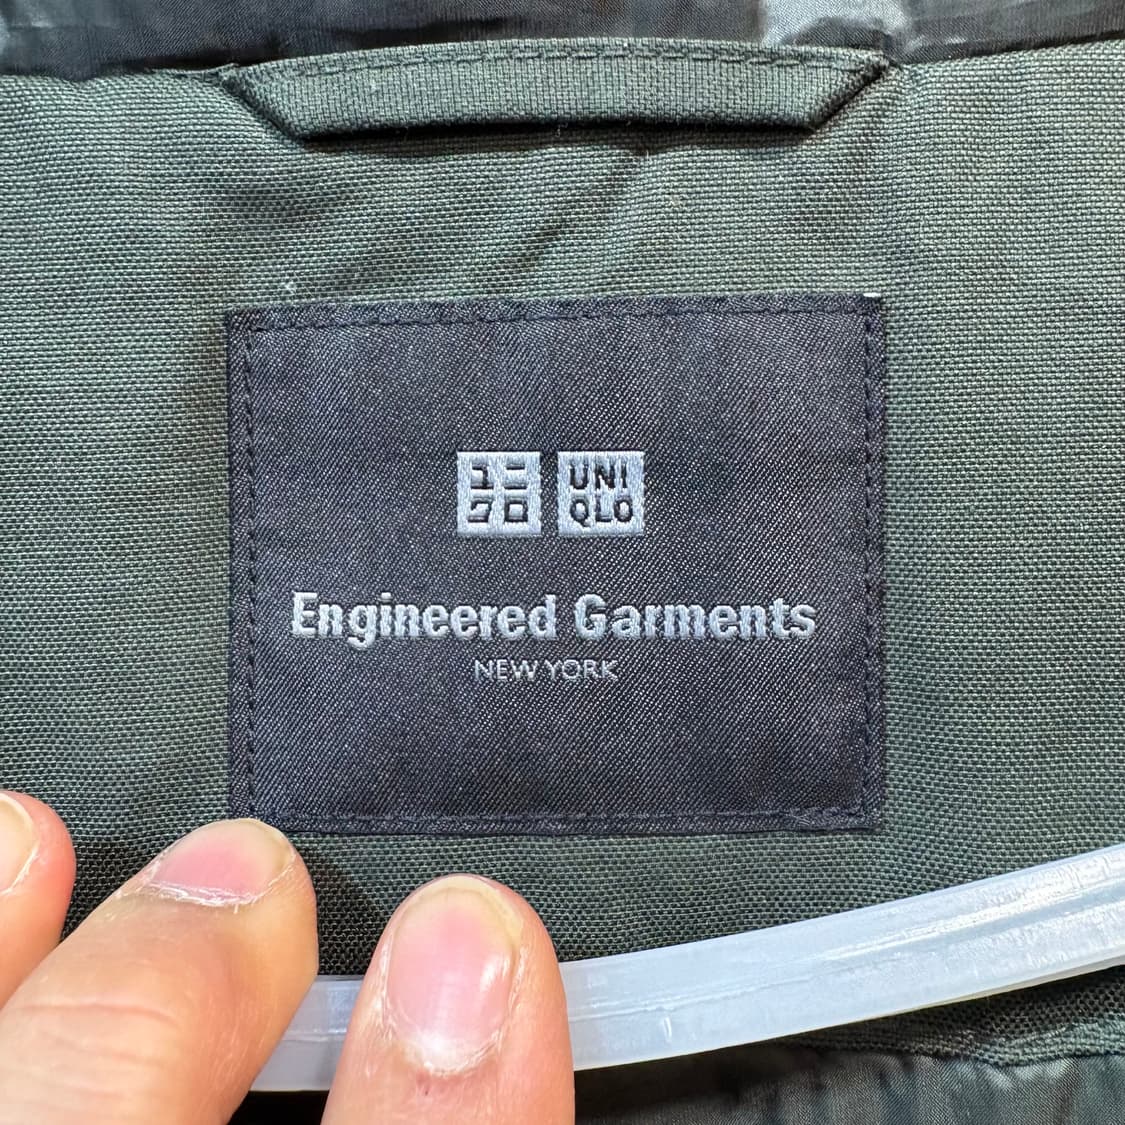 ユニ UNI
クロ QLO
Engineered Garments
NEW YORK